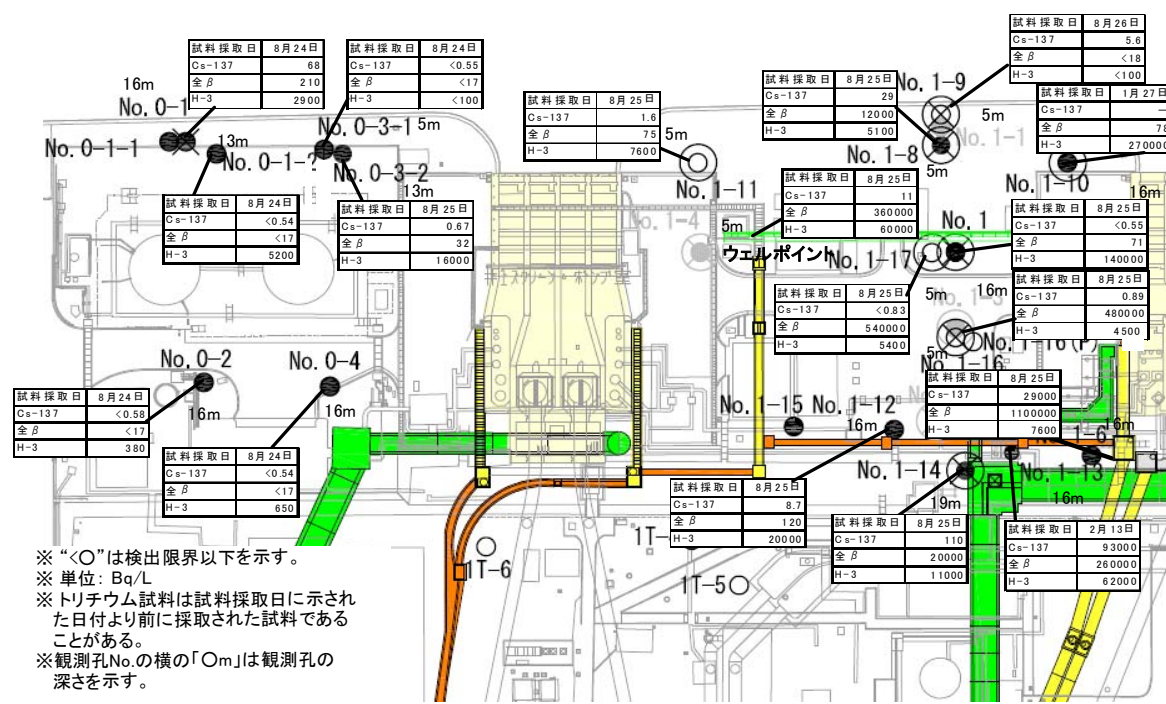 試料採取日 8月24日
Cs-137 68
全β 210
H-3 2900
試料採取日 8月24日
Cs-137 <0.55
全β <17
H-3 <100
試料採取日 8月25日
Cs-137 1.6
全β 75
H-3 7600
試料採取日 8月25日
Cs-137 29
全β 12000
H-3 5100
試料採取日 8月26日
Cs-137 5.6
全β <18
H-3 <100
試料採取日 1月27日
Cs-137 —
全β 78
H-3 270000
16m
No. 0-1
No. 0-1-1
13m
No. 0-1-?
No. 0-3-1
5m
No. 0-3-2
13m
5m
No. 1-11
No. 1-9
5m
No. 1-8
5m
No. 1-10
16m
試料採取日 8月24日
Cs-137 <0.54
全β <17
H-3 5200
試料採取日 8月25日
Cs-137 0.67
全β 32
H-3 16000
試料採取日 8月25日
Cs-137 11
全β 360000
H-3 60000
試料採取日 8月25日
Cs-137 <0.55
全β 71
H-3 140000
No. 1-4
5m
ウェルポイント
No. 1-17
No. 1
5m
16m
試料採取日 8月25日
Cs-137 <0.83
全β 540000
H-3 5400
試料採取日 8月25日
Cs-137 0.89
全β 480000
H-3 4500
5m
No. 1-16(P)
No. 1-16
No. 0-2
16m
No. 0-4
16m
No. 1-15
No. 1-12
16m
試料採取日 8月24日
Cs-137 <0.58
全β <17
H-3 380
試料採取日 8月24日
Cs-137 <0.54
全β <17
H-3 650
試料採取日 8月25日
Cs-137 29000
全β 1100000
H-3 7600
16m
1-6
No. 1-14
19m
No. 1-13
16m
試料採取日 8月25日
Cs-137 8.7
全β 120
H-3 20000
試料採取日 8月25日
Cs-137 110
全β 20000
H-3 11000
試料採取日 2月13日
Cs-137 93000
全β 260000
H-3 62000
1T-6
1T-5
※ “<○”は検出限界以下を示す。
※ 単位: Bq/L
※ トリチウム試料は試料採取日に示され
た日付より前に採取された試料である
ことがある。
※観測孔No.の横の「○m」は観測孔の
深さを示す。